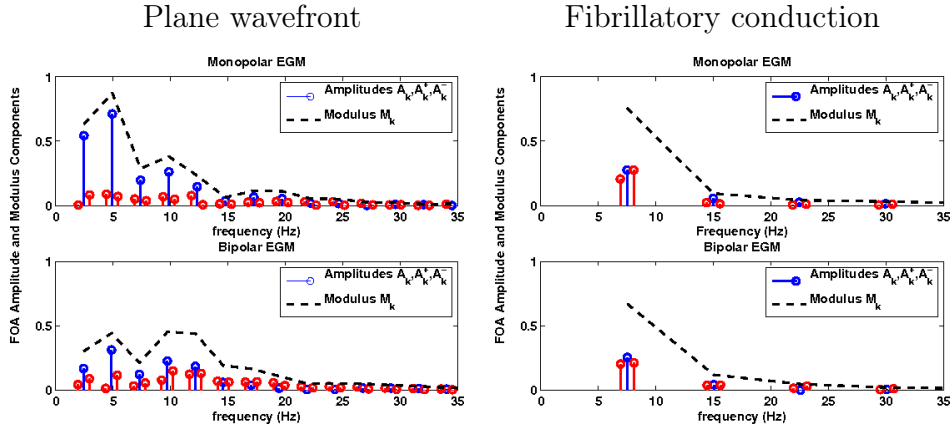 Plane wavefront
Fibrillatory conduction
FOA Amplitude and Modulus Components
Monopolar EGM
1
0.5
0
Amplitudes A_k,A_k^+,A_k^-
Modulus M_k
0 5 10 15 20 25 30 35
frequency (Hz)
Bipolar EGM
1
0.5
0
Amplitudes A_k,A_k^+,A_k^-
Modulus M_k
0 5 10 15 20 25 30 35
frequency (Hz)
FOA Amplitude and Modulus Components
Monopolar EGM
1
0.5
0
Amplitudes A_k,A_k^+,A_k^-
Modulus M_k
0 5 10 15 20 25 30 35
Frequency (Hz)
Bipolar EGM
1
0.5
0
Amplitudes A_k,A_k^+,A_k^-
Modulus M_k
0 5 10 15 20 25 30 35
frequency (Hz)